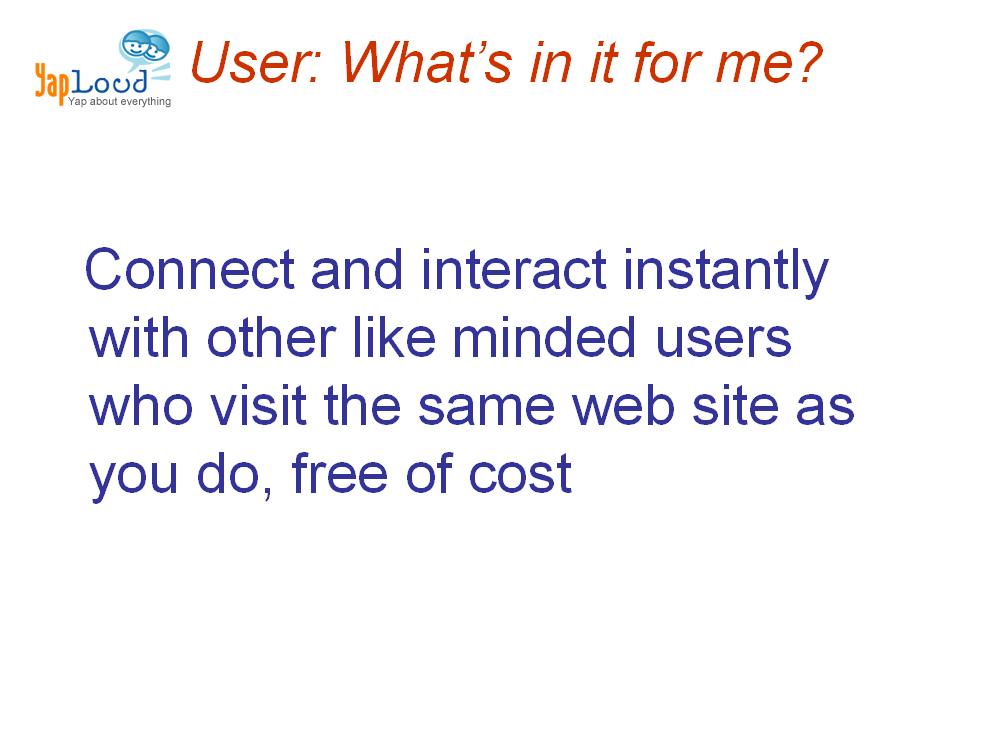 User: What's in it for me?
YapLoud
Yap about everything
Connect and interact instantly
with other like minded users
who visit the same web site as
you do, free of cost